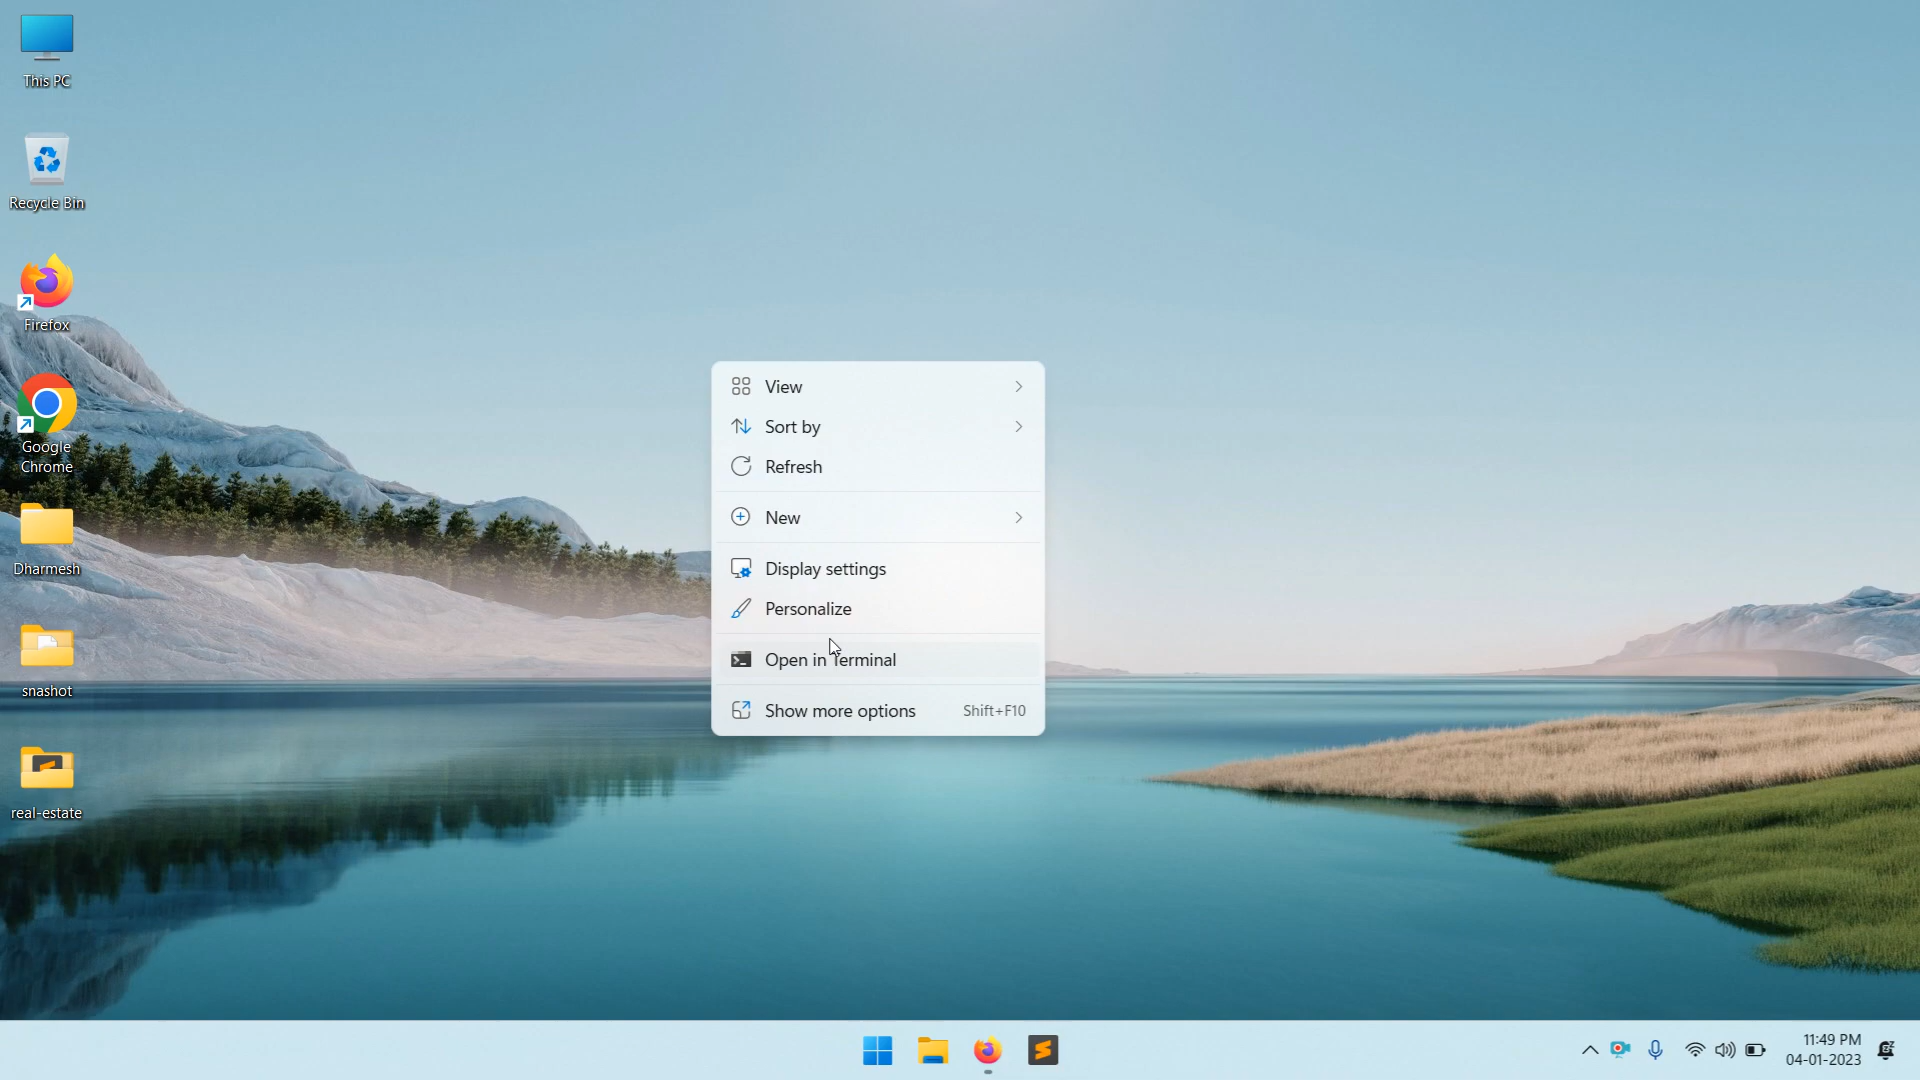 This PC
Recycle Bin
Firefox
Google
Chrome
Dharmesh
snashot
real-estate
View
Sort by
Refresh
New
Display settings
Personalize
Open in Terminal
Show more options Shift+F10
11:49 PM
04-01-2023